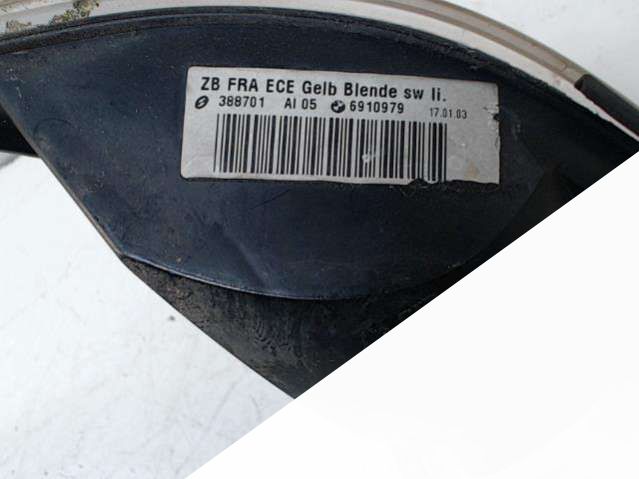 ZB FRA ECE Gelb Blende sw li.
388701 AI 05 6910979 17.01.03